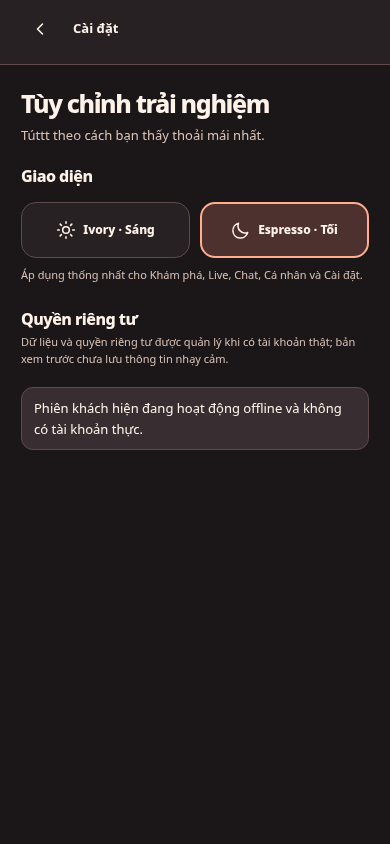 Cài đặt
Tùy chỉnh trải nghiệm
Túttt theo cách bạn thấy thoải mái nhất.
Giao diện
Ivory · Sáng
Espresso · Tối
Áp dụng thống nhất cho Khám phá, Live, Chat, Cá nhân và Cài đặt.
Quyền riêng tư
Dữ liệu và quyền riêng tư được quản lý khi có tài khoản thật; bản
xem trước chưa lưu thông tin nhạy cảm.
Phiên khách hiện đang hoạt động offline và không
có tài khoản thực.